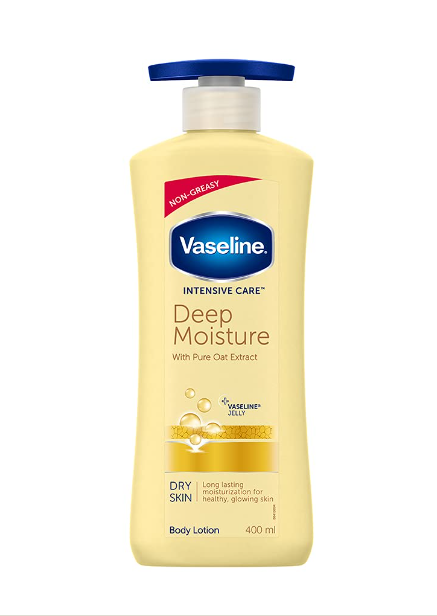 NON-GREASY
Vaseline.
INTENSIVE CARE™
Deep
Moisture
With Pure Oat Extract
VASELINE®
JELLY
DRY
SKIN
Long lasting
moisturization for
healthy, glowing skin
Body Lotion
400 ml